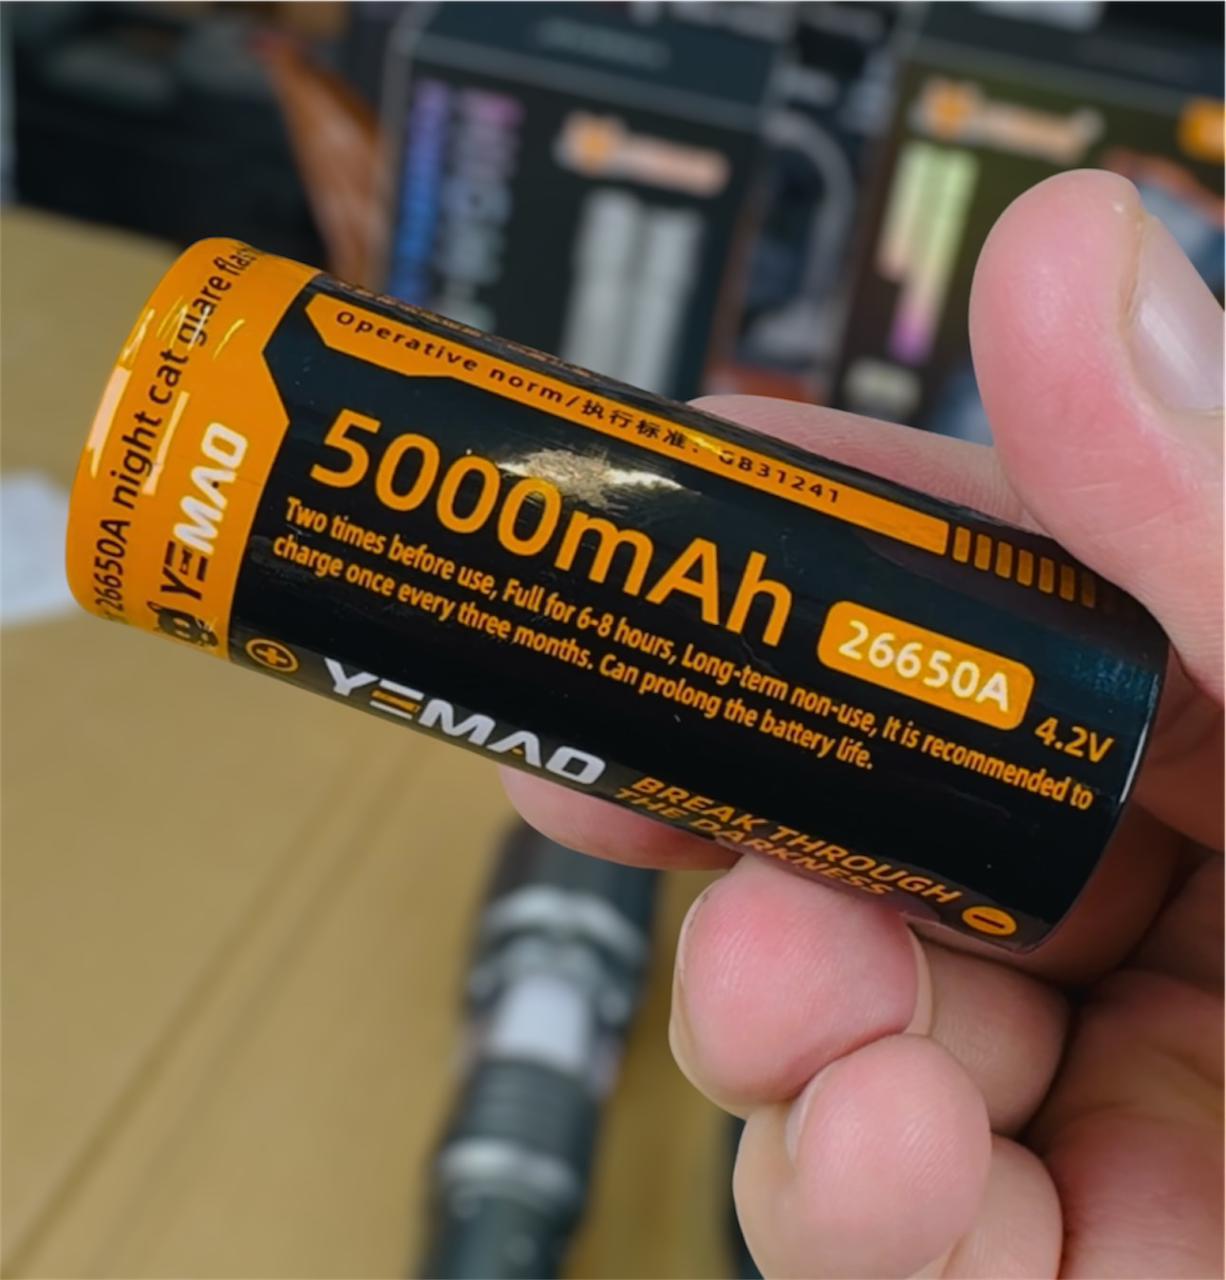 26650A night cat glare
YEMAO
Operative norm/执行标准: GB31241
5000mAh
26650A
4.2V
Two times before use, Full for 6-8 hours, Long-term non-use, It is recommended to
charge once every three months. Can prolong the battery life.
YEMAO
BREAK THROUGH
THE DARKNESS